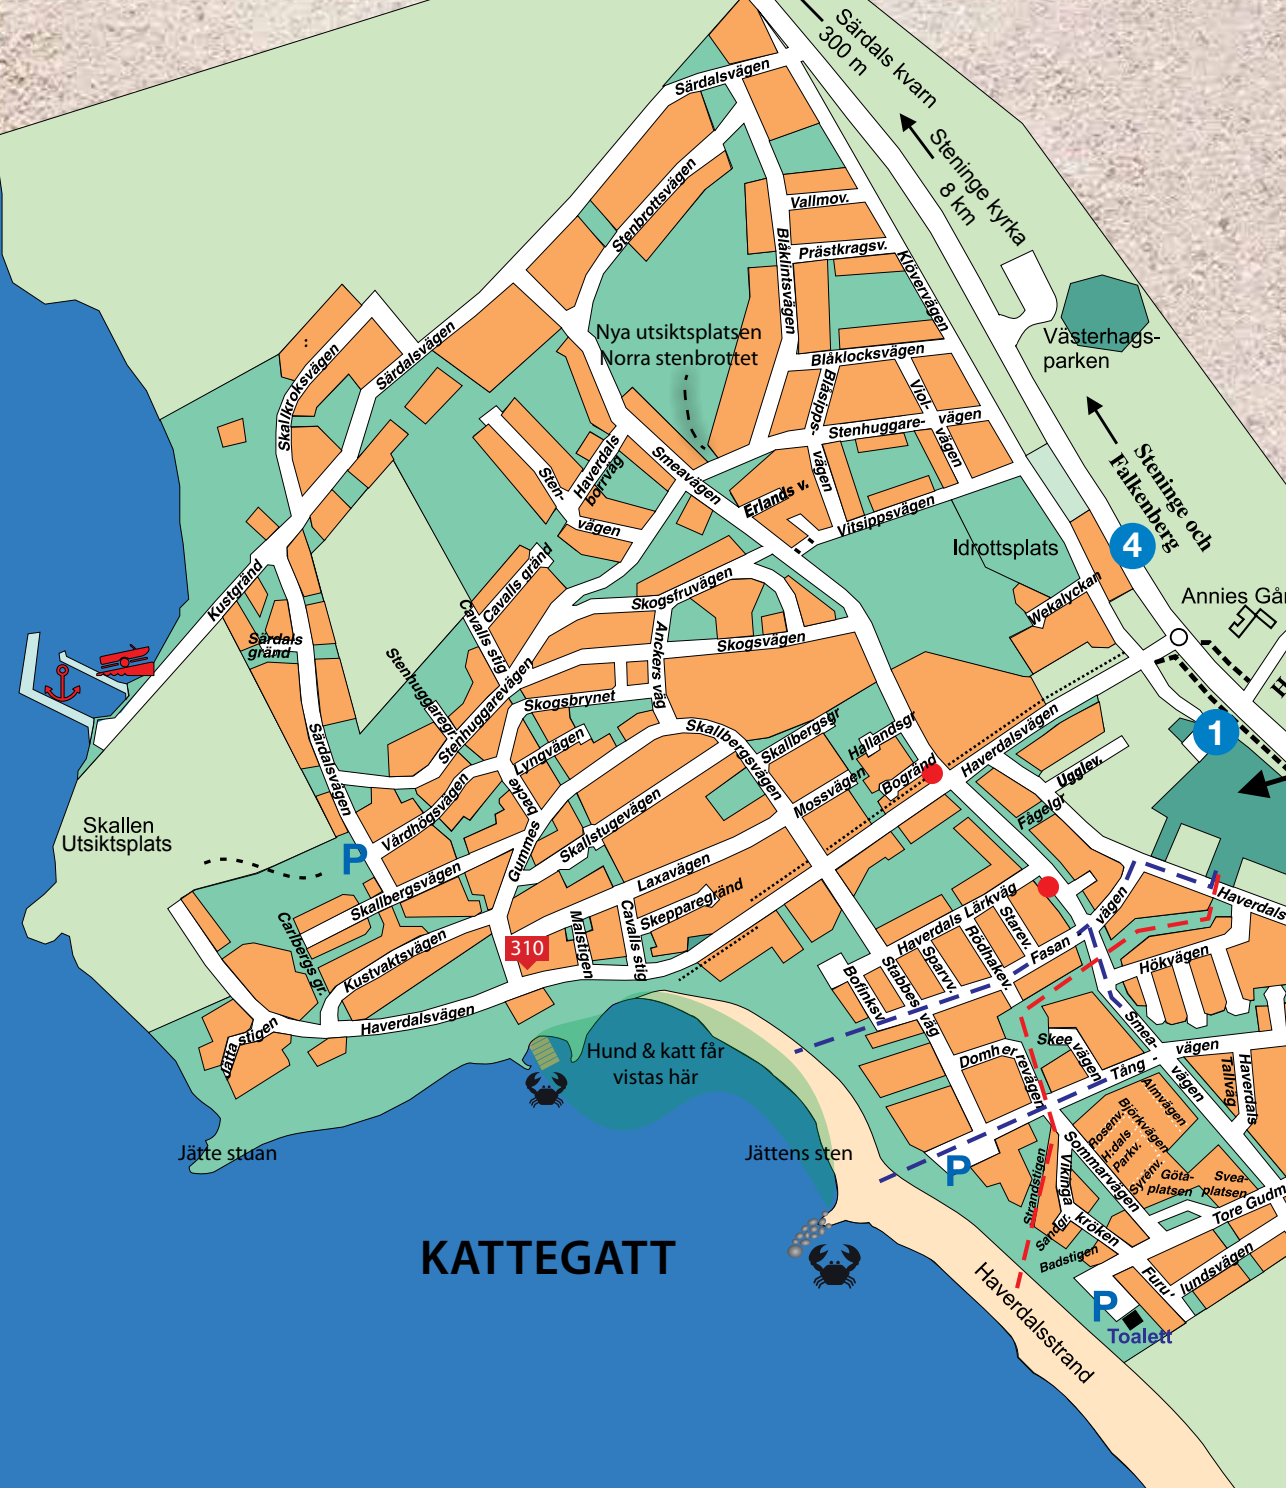 Särdals kvarn
300 m
Steninge kyrka
8 km
Särdalsvägen
Stenbrottsvägen
Vallmov.
Prästkragsv.
Blåklintsvägen
Klövervägen
Västerhags-
parken
Nya utsiktsplatsen
Norra stenbrottet
Blåklocksvägen
Blåsipps-
vägen
Viol-
vägen
Stenhuggare-
vägen
Skallkroksvägen
Särdalsvägen
Steninge och
Falkenberg
Haverdals
borrväg
Sten-
vägen
Smeavägen
Erlands v.
Vitsippsvägen
Idrottsplats
4
Wekalyckan
Annies Går
Kustgränd
Särdals
gränd
Cavalls gränd
Cavalls stig
Skogsfruvägen
Anckers väg
Skogsvägen
Stenhuggaregr.
Stenhuggarevägen
Skogsbrynet
Särdalsvägen
Lyngvägen
Skallbergsvägen
Skallbergsgr
Hallandsgr
Haverdalsvägen
1
Mossvägen
Bogränd
Ugglev.
Fågelgr
Vårdhögsvägen
Gummes backe
Skallstugevägen
Skallen
Utsiktsplats
P
Skallbergsvägen
Laxavägen
Skepparegränd
Haverdals Lärkväg
vägen
Haverdals
Carlbergs gr.
Kustvaktsvägen
310
Malstigen
Cavalls stig
Starev.
Rödhakev.
Sparvv.
Fasan
Hökvägen
Bofinksv.
Stabbes väg
Jätta stigen
Haverdalsvägen
Hund & katt får
vistas här
Domherrevägen
Skee vägen
Smea-
vägen
Tång
vägen
Tallväg
Haverdals
Almvägen
Björkvägen
Rosenv.
H:dals
Parkv.
Syrénv.
Göta-
platsen
Svea-
platsen
Jätte stuan
Jättens sten
P
Strandstigen
Vikinga
kröken
Sommarvägen
Sandgr.
Badstigen
Tore Gudm
Furu'
lundsvägen
KATTEGATT
Haverdalsstrand
P
Toalett